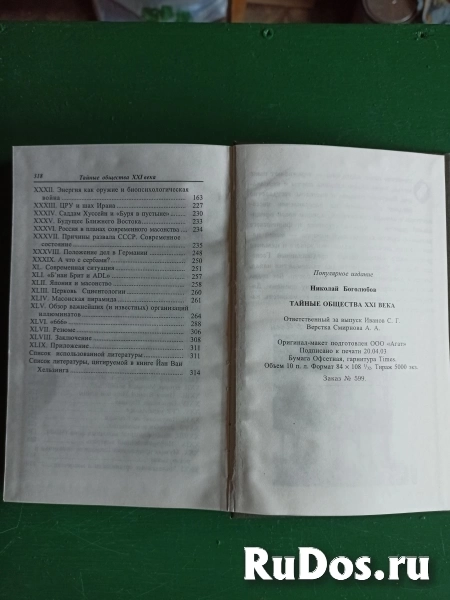 318 Тайные общества XXI века
XXXII. Энергия как оружие и биопсихологическая
война 163
XXXIII. ЦРУ и шах Ирана 227
XXXIV. Саддам Хуссейн и «Буря в пустыне» 230
XXXV. Будущее Ближнего Востока 233
XXXVI. Россия в планах современного масонства 234
XXXVII. Причины развала СССР. Современное
состояние 235
XXXVIII. Положение дел в Германии 248
XXXIX. А что с сербами? 250
XL. Современная ситуация 251
XLI. «Б'най Брит и ADL» 257
XLII. Япония и масонство 258
XLIII. Церковь Сциентологии 260
XLIV. Масонская пирамида 261
XLV. Обзор важнейших (и известных) организаций
иллюминатов 264
XLVI. «666» 288
XLVII. Резюме 306
XLVIII. Заключение 308
XLIX. Приложение 311
Список использованной литературы 311
Список литературы, цитируемой в книге Йон Ван
Хельзинга 314
Популярное издание
Николай Боголюбов
ТАЙНЫЕ ОБЩЕСТВА XXI ВЕКА
Ответственный за выпуск Иванов С. Г.
Верстка Смирнова А. А.
Оригинал-макет подготовлен ООО «Агат»
Подписано в печати 20.04.03.
Бумага Офсетная, гарнитура Times.
Объем 10 п. л. Формат 84 × 108 1/32. Тираж 5000 экз.
Заказ № 599.
RuDos.ru